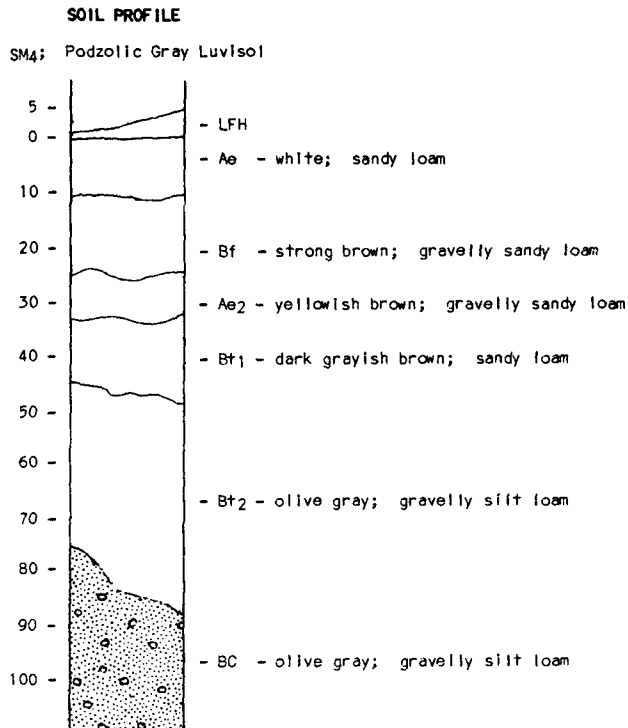 SOIL PROFILE
SM4; Podzolic Gray Luvisol
5 -
- LFH
0 -
- Ae - white; sandy loam
10 -
20 -
- Bf - strong brown; gravelly sandy loam
30 -
- Ae2 - yellowish brown; gravelly sandy loam
40 -
- Bt1 - dark grayish brown; sandy loam
50 -
60 -
- Bt2 - olive gray; gravelly silt loam
70 -
80 -
90 -
- BC - olive gray; gravelly silt loam
100 -